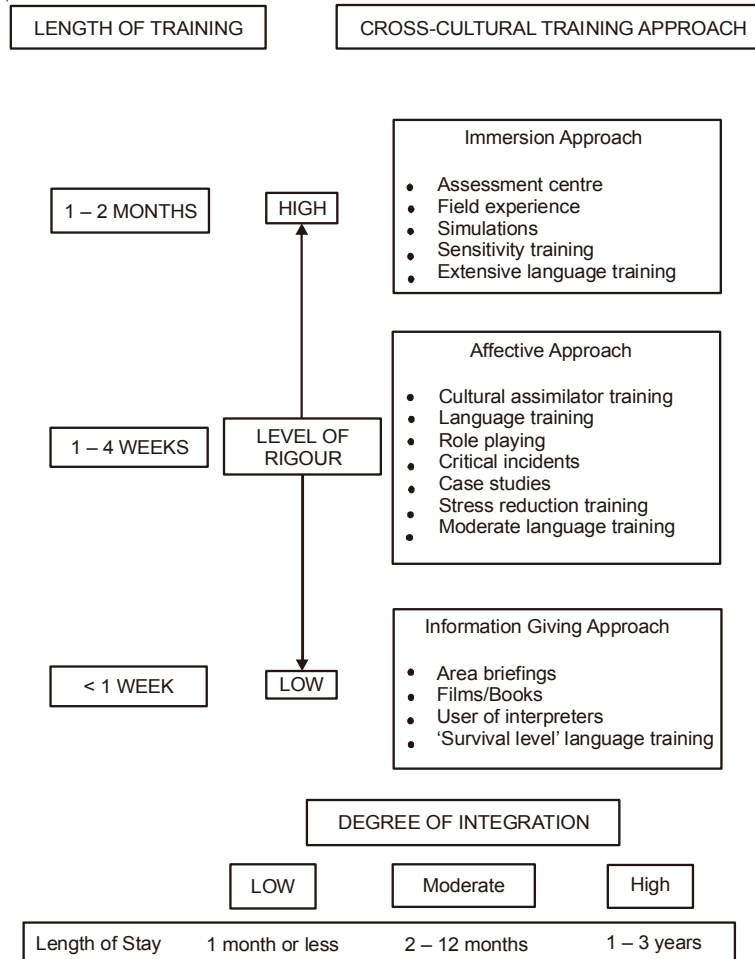 LENGTH OF TRAINING
CROSS-CULTURAL TRAINING APPROACH
1 – 2 MONTHS
HIGH
Immersion Approach
• Assessment centre
• Field experience
• Simulations
• Sensitivity training
• Extensive language training
1 – 4 WEEKS
LEVEL OF
RIGOUR
Affective Approach
• Cultural assimilator training
• Language training
• Role playing
• Critical incidents
• Case studies
• Stress reduction training
• Moderate language training
< 1 WEEK
LOW
Information Giving Approach
• Area briefings
• Films/Books
• User of interpreters
• ‘Survival level’ language training
DEGREE OF INTEGRATION
LOW
Moderate
High
Length of Stay 1 month or less 2 – 12 months 1 – 3 years